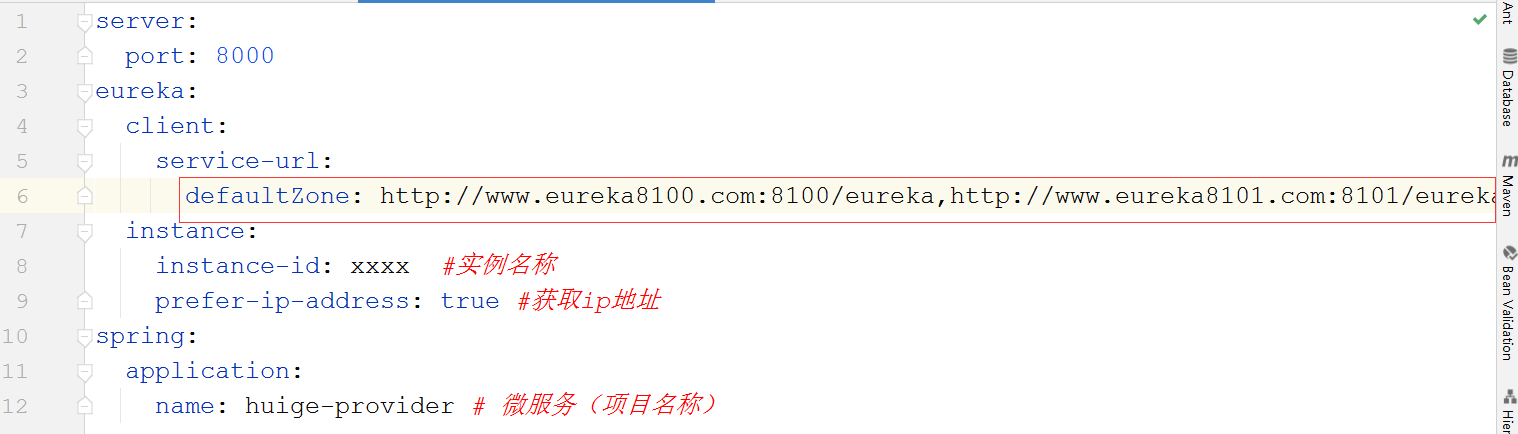 1 server:
2 port: 8000
3 eureka:
4 client:
5 service-url:
6 defaultZone: http://www.eureka8100.com:8100/eureka,http://www.eureka8101.com:8101/eureka
7 instance:
8 instance-id: xxxx #实例名称
9 prefer-ip-address: true #获取ip地址
10 spring:
11 application:
12 name: huige-provider # 微服务（项目名称）
Ant
Database
Maven
Bean Validation